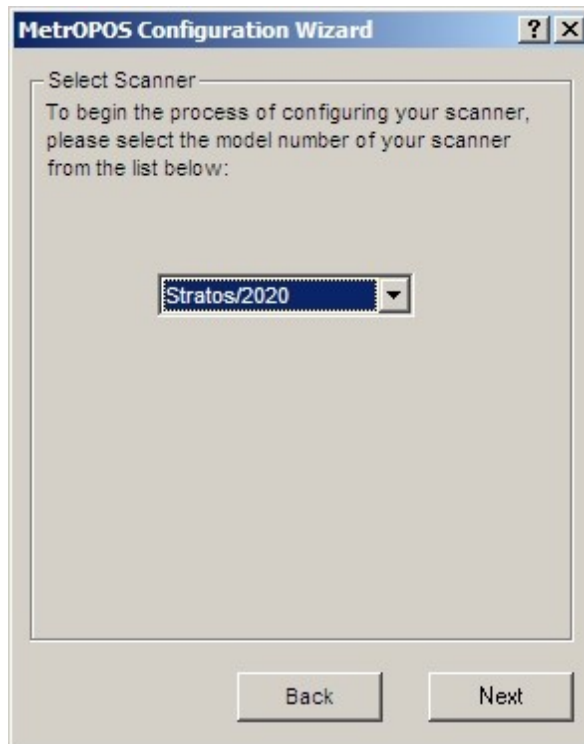 MetrOPOS Configuration Wizard
Select Scanner
To begin the process of configuring your scanner,
please select the model number of your scanner
from the list below:
Stratos/2020
Back Next